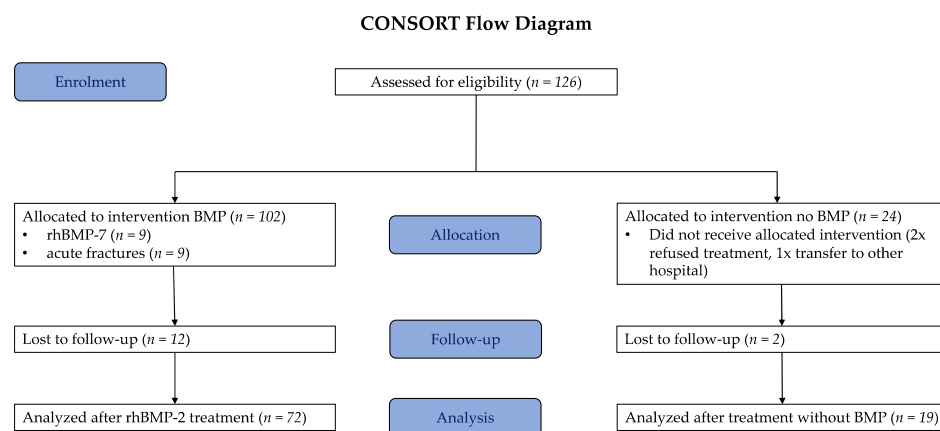 CONSORT Flow Diagram
Enrolment
Assessed for eligibility (n = 126)
Allocated to intervention BMP (n = 102)
• rhBMP-7 (n = 9)
• acute fractures (n = 9)
Allocation
Allocated to intervention no BMP (n = 24)
• Did not receive allocated intervention (2x
refused treatment, 1x transfer to other
hospital)
Lost to follow-up (n = 12)
Follow-up
Lost to follow-up (n = 2)
Analyzed after rhBMP-2 treatment (n = 72)
Analysis
Analyzed after treatment without BMP (n = 19)